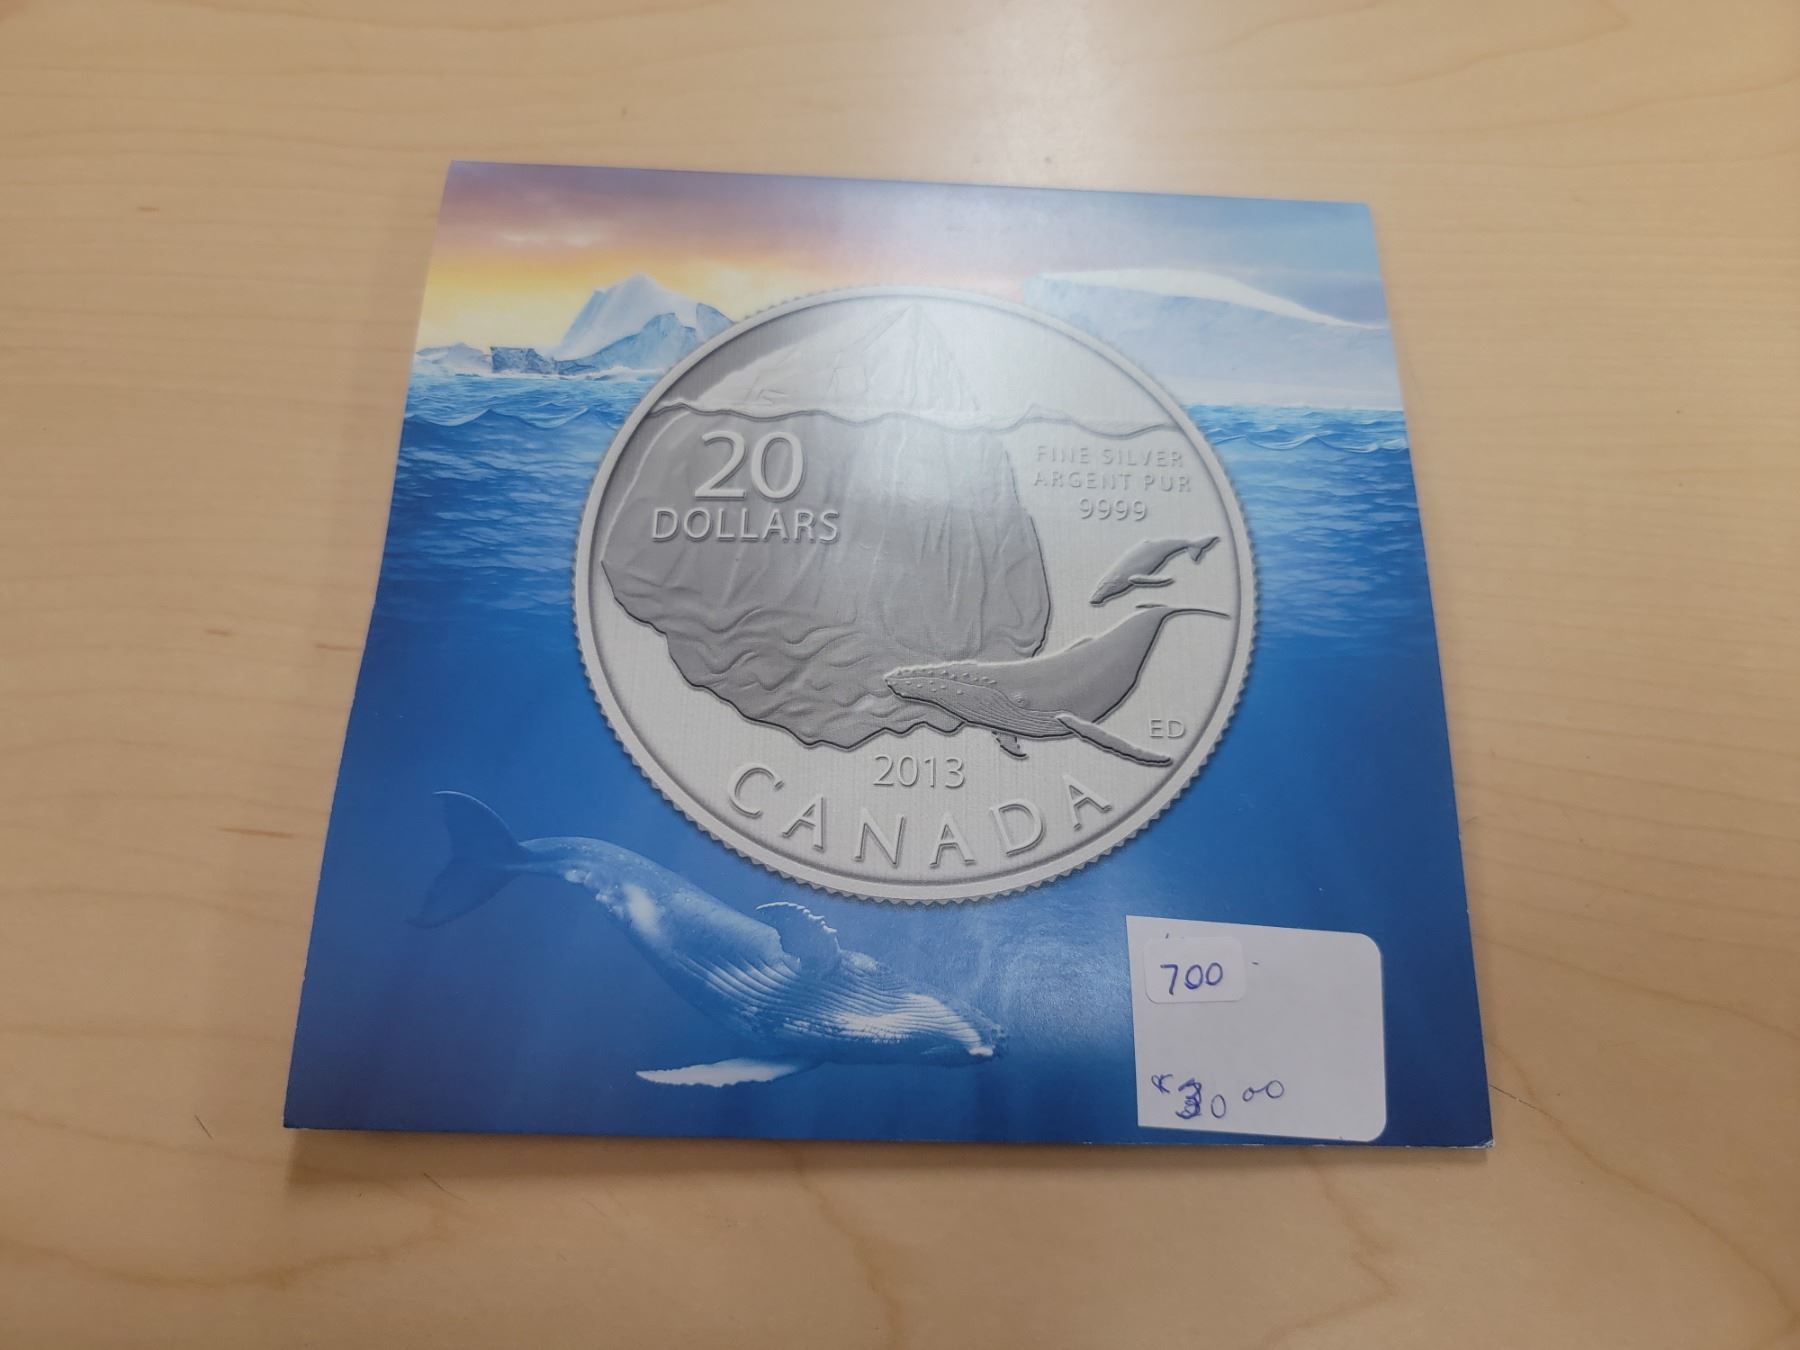 20
DOLLARS
FINE SILVER
ARGENT PUR
9999
ED
2013
CANADA
700